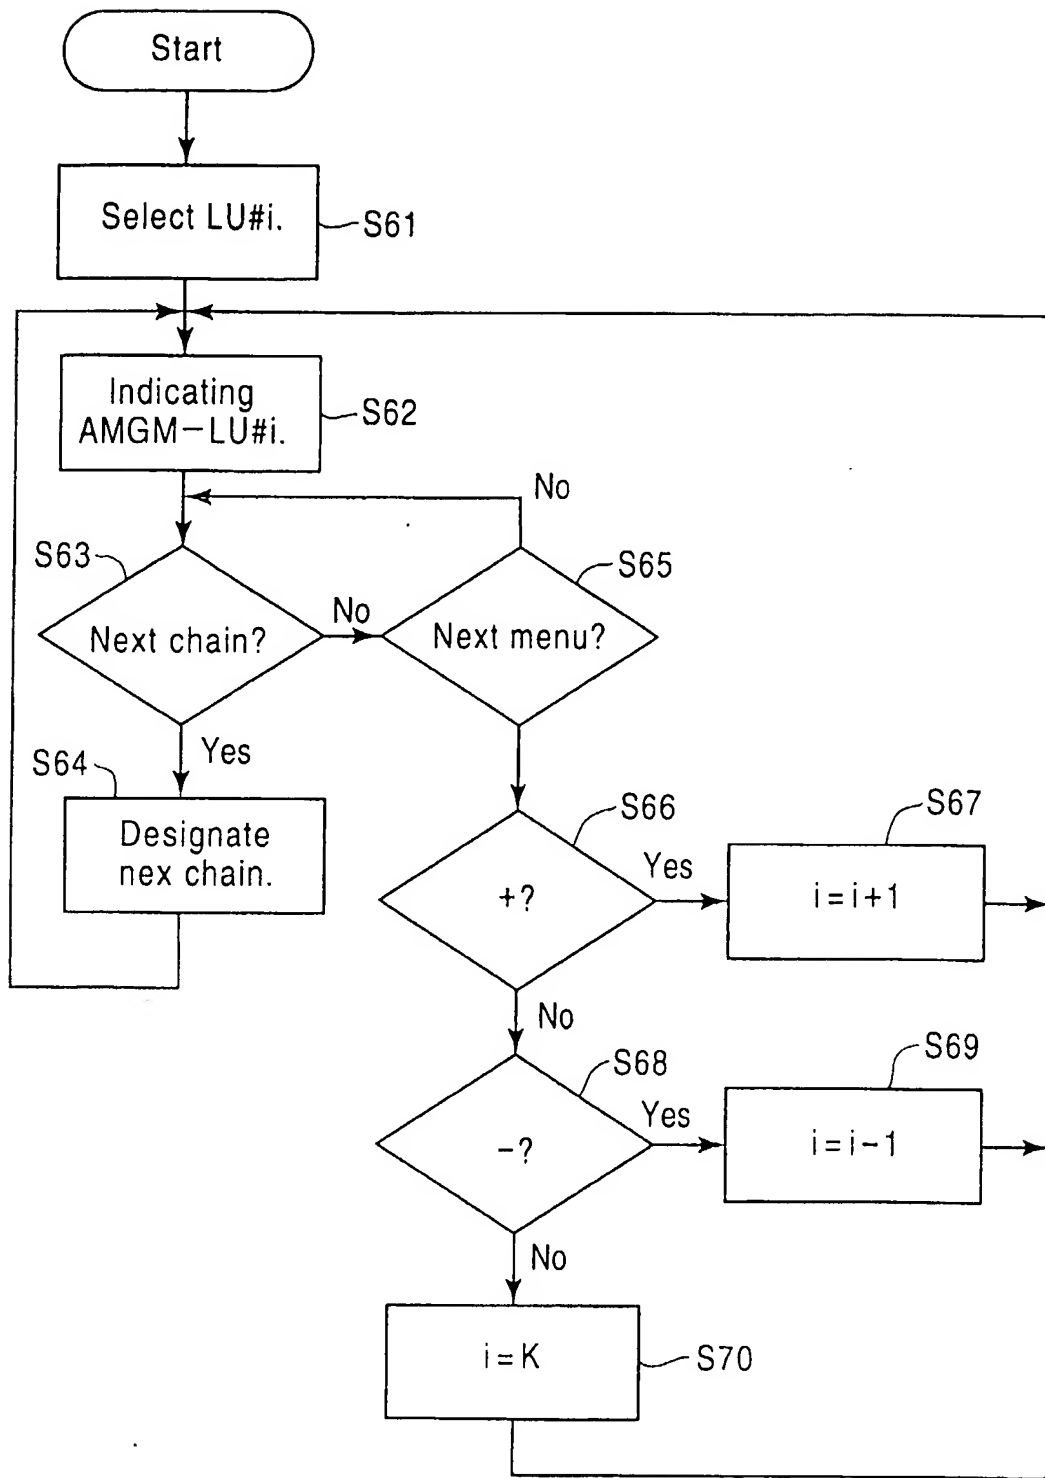 Start
Select LU#i.
S61
Indicating
AMGM-LU#i.
S62
No
S63
Next chain?
No
S65
Next menu?
Yes
S64
Designate
nex chain.
S66
+?
Yes
S67
i=i+1
No
S68
-?
Yes
S69
i=i-1
No
i=K
S70